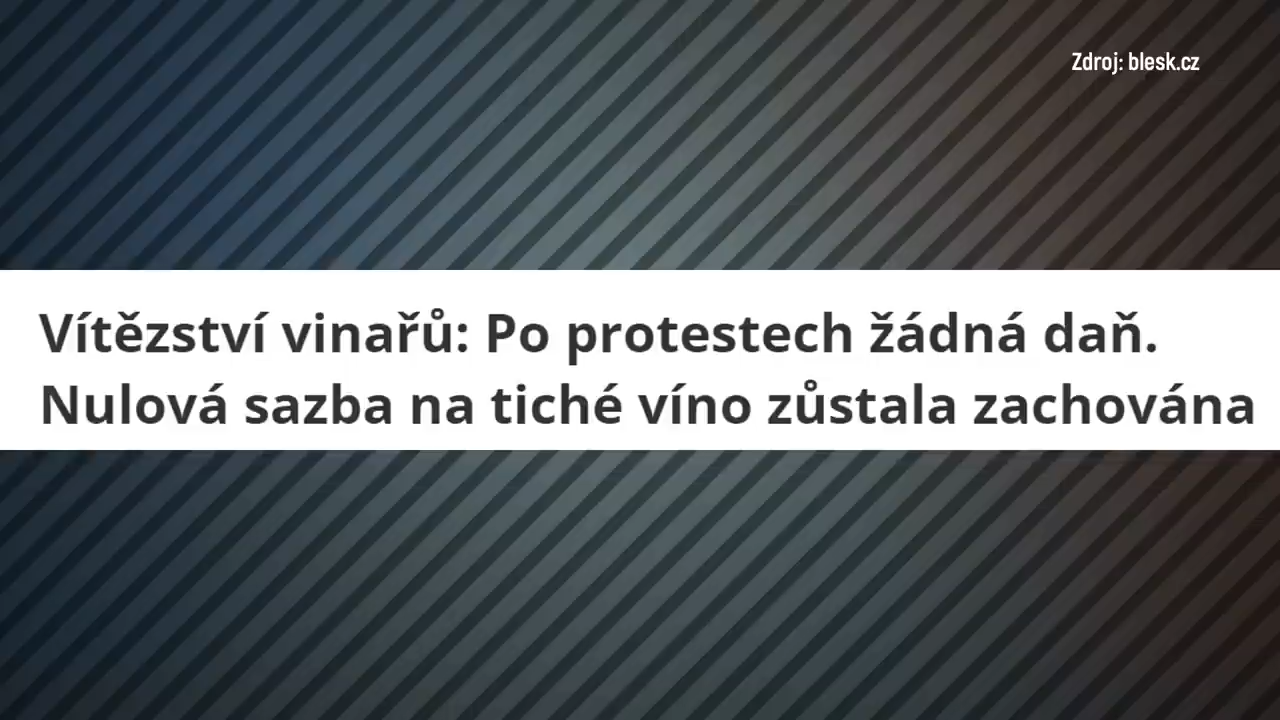 Zdroj: blesk.cz
Vítězství vinařů: Po protestech žádná daň.
Nulová sazba na tiché víno zůstala zachována